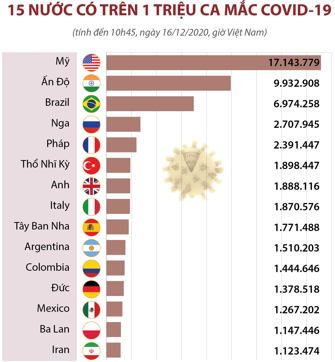 15 NƯỚC CÓ TRÊN 1 TRIỆU CA MẮC COVID-19
(tính đến 10h45, ngày 16/12/2020, giờ Việt Nam)
Mỹ 17.143.779
Ấn Độ 9.932.908
Brazil 6.974.258
Nga 2.707.945
Pháp 2.391.447
Thổ Nhĩ Kỳ 1.898.447
Anh 1.888.116
Italy 1.870.576
Tây Ban Nha 1.771.488
Argentina 1.510.203
Colombia 1.444.646
Đức 1.378.518
Mexico 1.267.202
Ba Lan 1.147.446
Iran 1.123.474